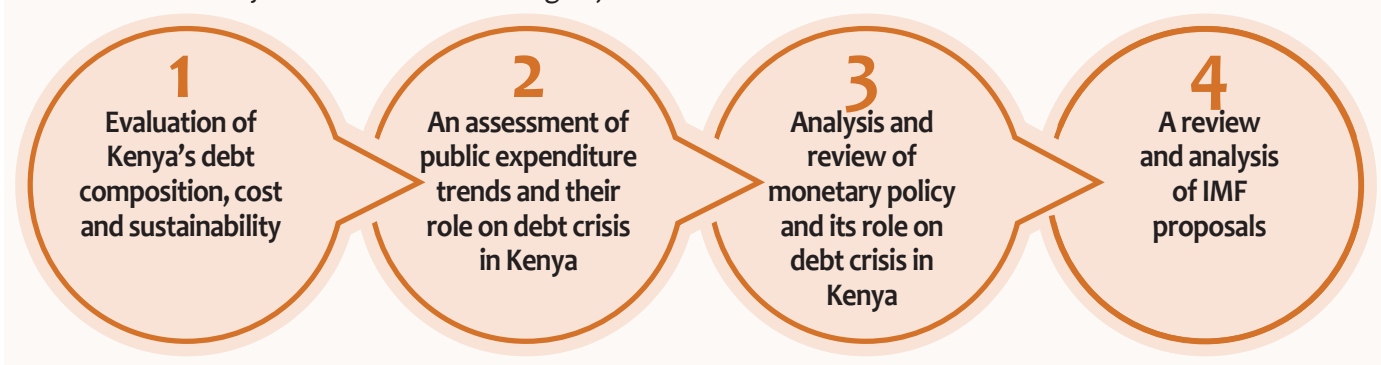 1
Evaluation of
Kenya's debt
composition, cost
and sustainability
2
An assessment of
public expenditure
trends and their
role on debt crisis
in Kenya
3
Analysis and
review of
monetary policy
and its role on
debt crisis in
Kenya
4
A review
and analysis
of IMF
proposals